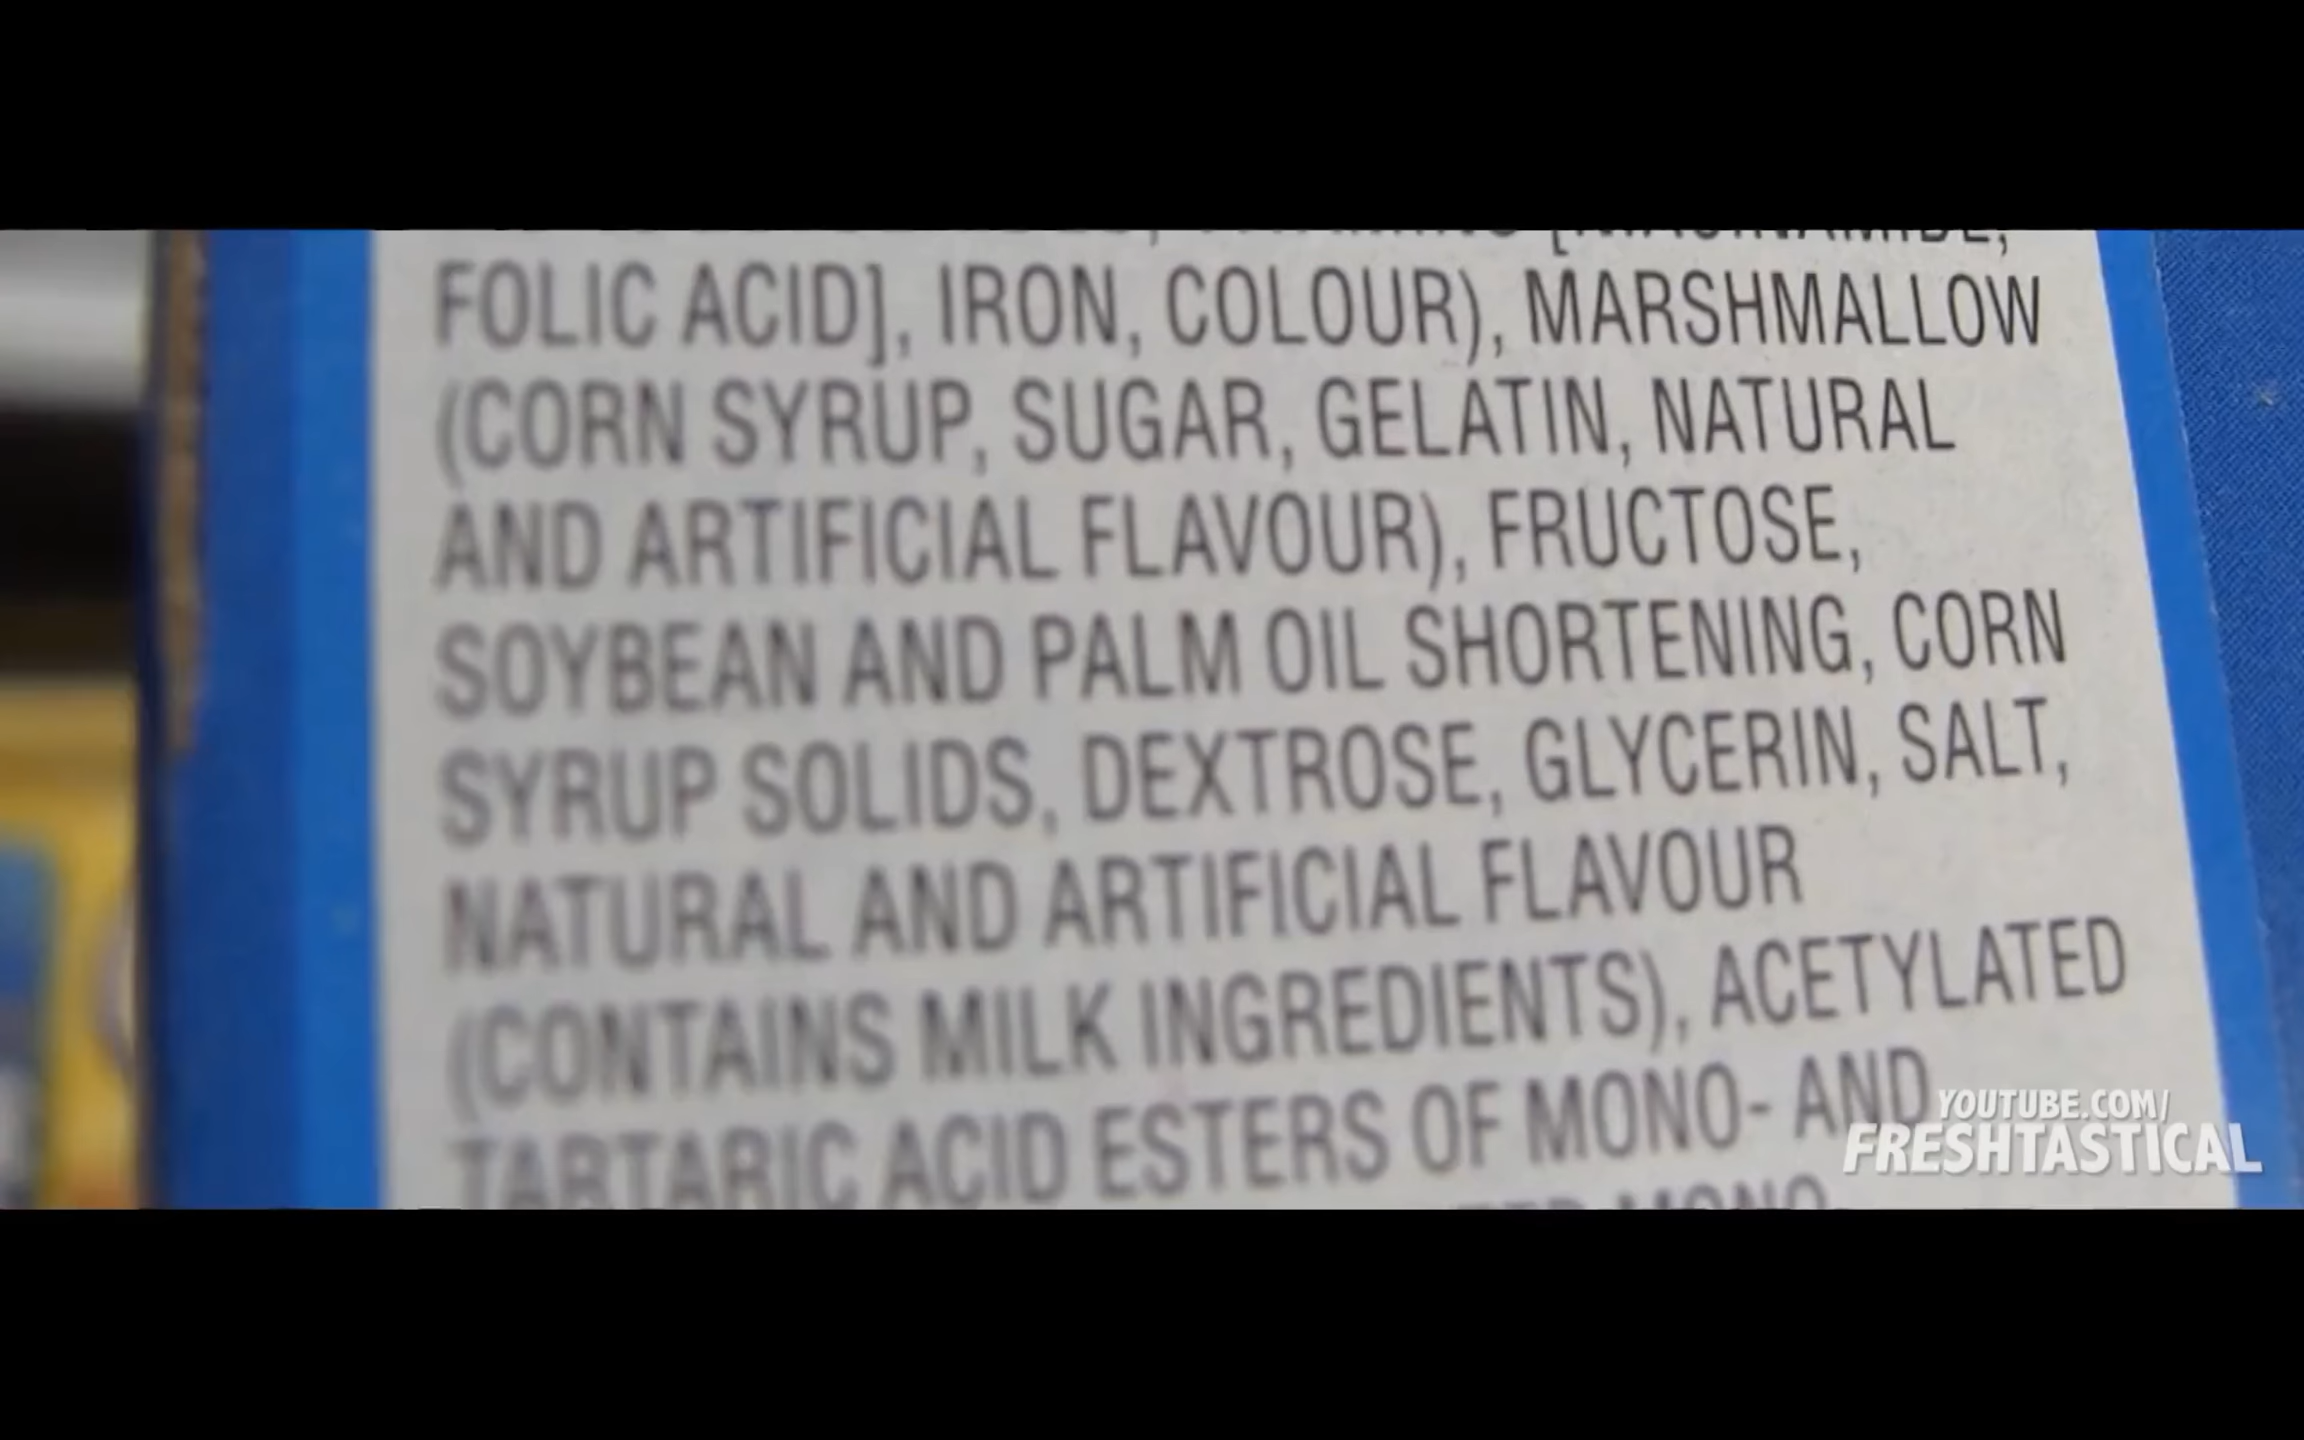 [NIACINAMIDE,
FOLIC ACID], IRON, COLOUR), MARSHMALLOW
(CORN SYRUP, SUGAR, GELATIN, NATURAL
AND ARTIFICIAL FLAVOUR), FRUCTOSE,
SOYBEAN AND PALM OIL SHORTENING, CORN
SYRUP SOLIDS, DEXTROSE, GLYCERIN, SALT,
NATURAL AND ARTIFICIAL FLAVOUR
(CONTAINS MILK INGREDIENTS), ACETYLATED
TARTARIC ACID ESTERS OF MONO- AND
YOUTUBE.COM/
FRESHTASTICAL